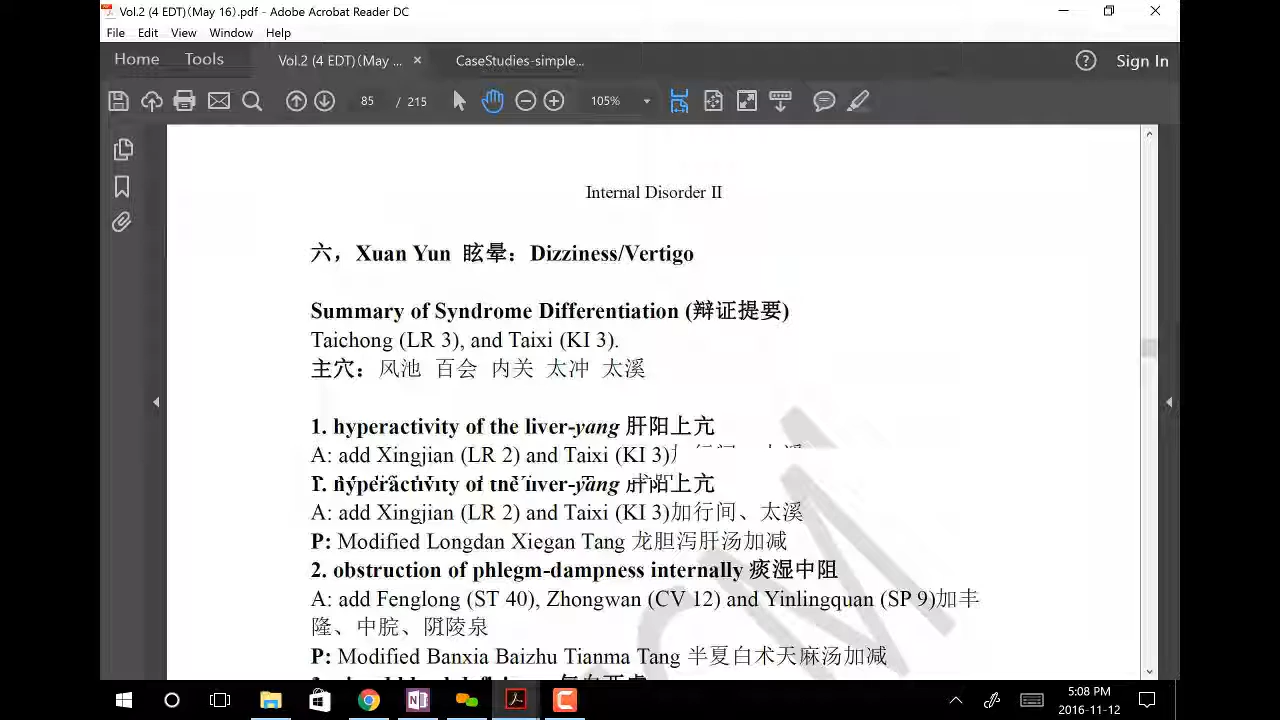 Vol.2 (4 EDT)(May 16).pdf - Adobe Acrobat Reader DC
File Edit View Window Help
Home Tools Vol.2 (4 EDT)(May ... × CaseStudies-simple... Sign In
85 / 215 105%
Internal Disorder II
六，Xuan Yun 眩晕：Dizziness/Vertigo
Summary of Syndrome Differentiation (辩证提要)
Taichong (LR 3), and Taixi (KI 3).
主穴：风池 百会 内关 太冲 太溪
1. hyperactivity of the liver-yang 肝阳上亢
A: add Xingjian (LR 2) and Taixi (KI 3)
1. hyperactivity of the liver-yang 肝阳上亢
A: add Xingjian (LR 2) and Taixi (KI 3)加行间、太溪
P: Modified Longdan Xiegan Tang 龙胆泻肝汤加减
2. obstruction of phlegm-dampness internally 痰湿中阻
A: add Fenglong (ST 40), Zhongwan (CV 12) and Yinlingquan (SP 9)加丰
隆、中脘、阴陵泉
P: Modified Banxia Baizhu Tianma Tang 半夏白术天麻汤加减
5:08 PM
2016-11-12